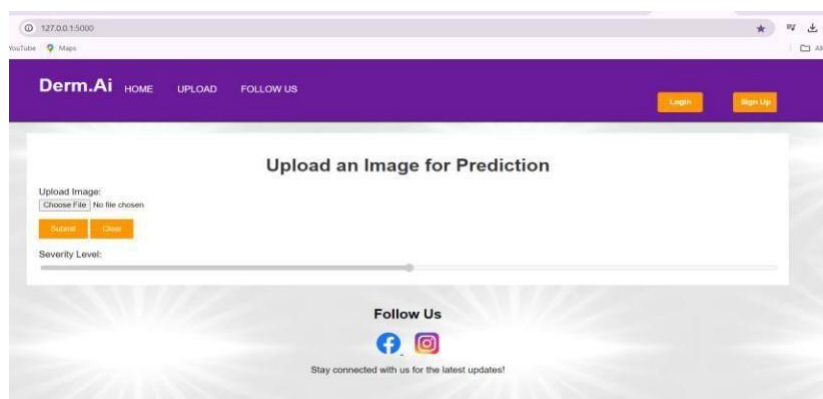 127.0.0.1:5000
YouTube Maps
Derm.Ai HOME UPLOAD FOLLOW US
Login Sign Up
Upload an Image for Prediction
Upload Image:
Choose File No file chosen
Submit Clear
Severity Level:
Follow Us
Stay connected with us for the latest updates!